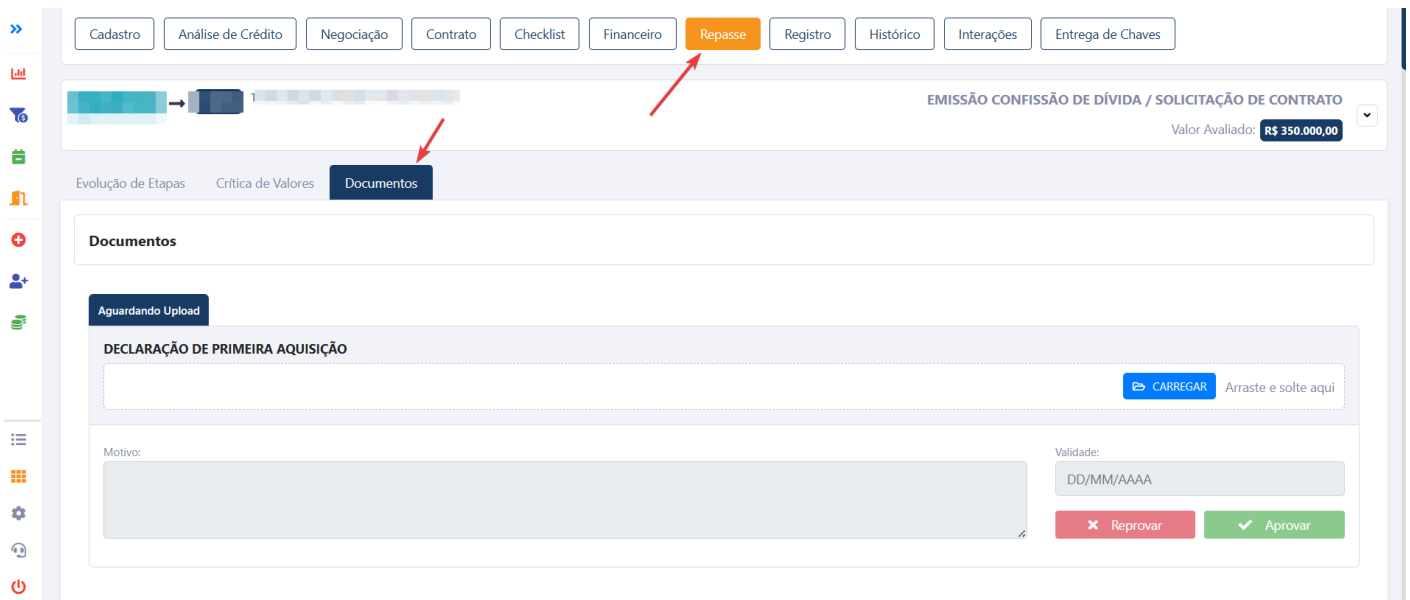 Cadastro Análise de Crédito Negociação Contrato Checklist Financeiro Repasse Registro Histórico Interações Entrega de Chaves
EMISSÃO CONFISSÃO DE DÍVIDA / SOLICITAÇÃO DE CONTRATO
Valor Avaliado: R$ 350.000,00
Evolução de Etapas Crítica de Valores Documentos
Documentos
Aguardando Upload
DECLARAÇÃO DE PRIMEIRA AQUISIÇÃO
CARREGAR Arraste e solte aqui
Motivo: Validade:
DD/MM/AAAA
Reprovar Aprovar